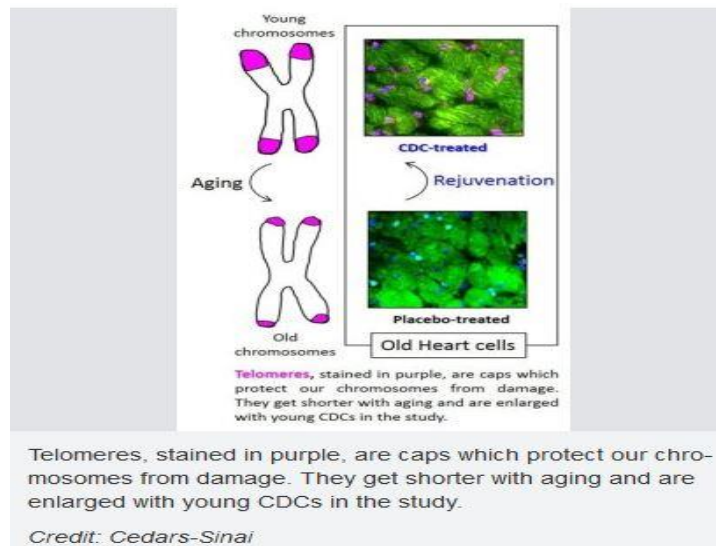 Young
chromosomes
CDC-treated
Aging
Rejuvenation
Placebo-treated
Old
chromosomes
Old Heart cells
Telomeres, stained in purple, are caps which
protect our chromosomes from damage.
They get shorter with aging and are enlarged
with young CDCs in the study.
Telomeres, stained in purple, are caps which protect our chro-
mosomes from damage. They get shorter with aging and are
enlarged with young CDCs in the study.
Credit: Cedars-Sinai